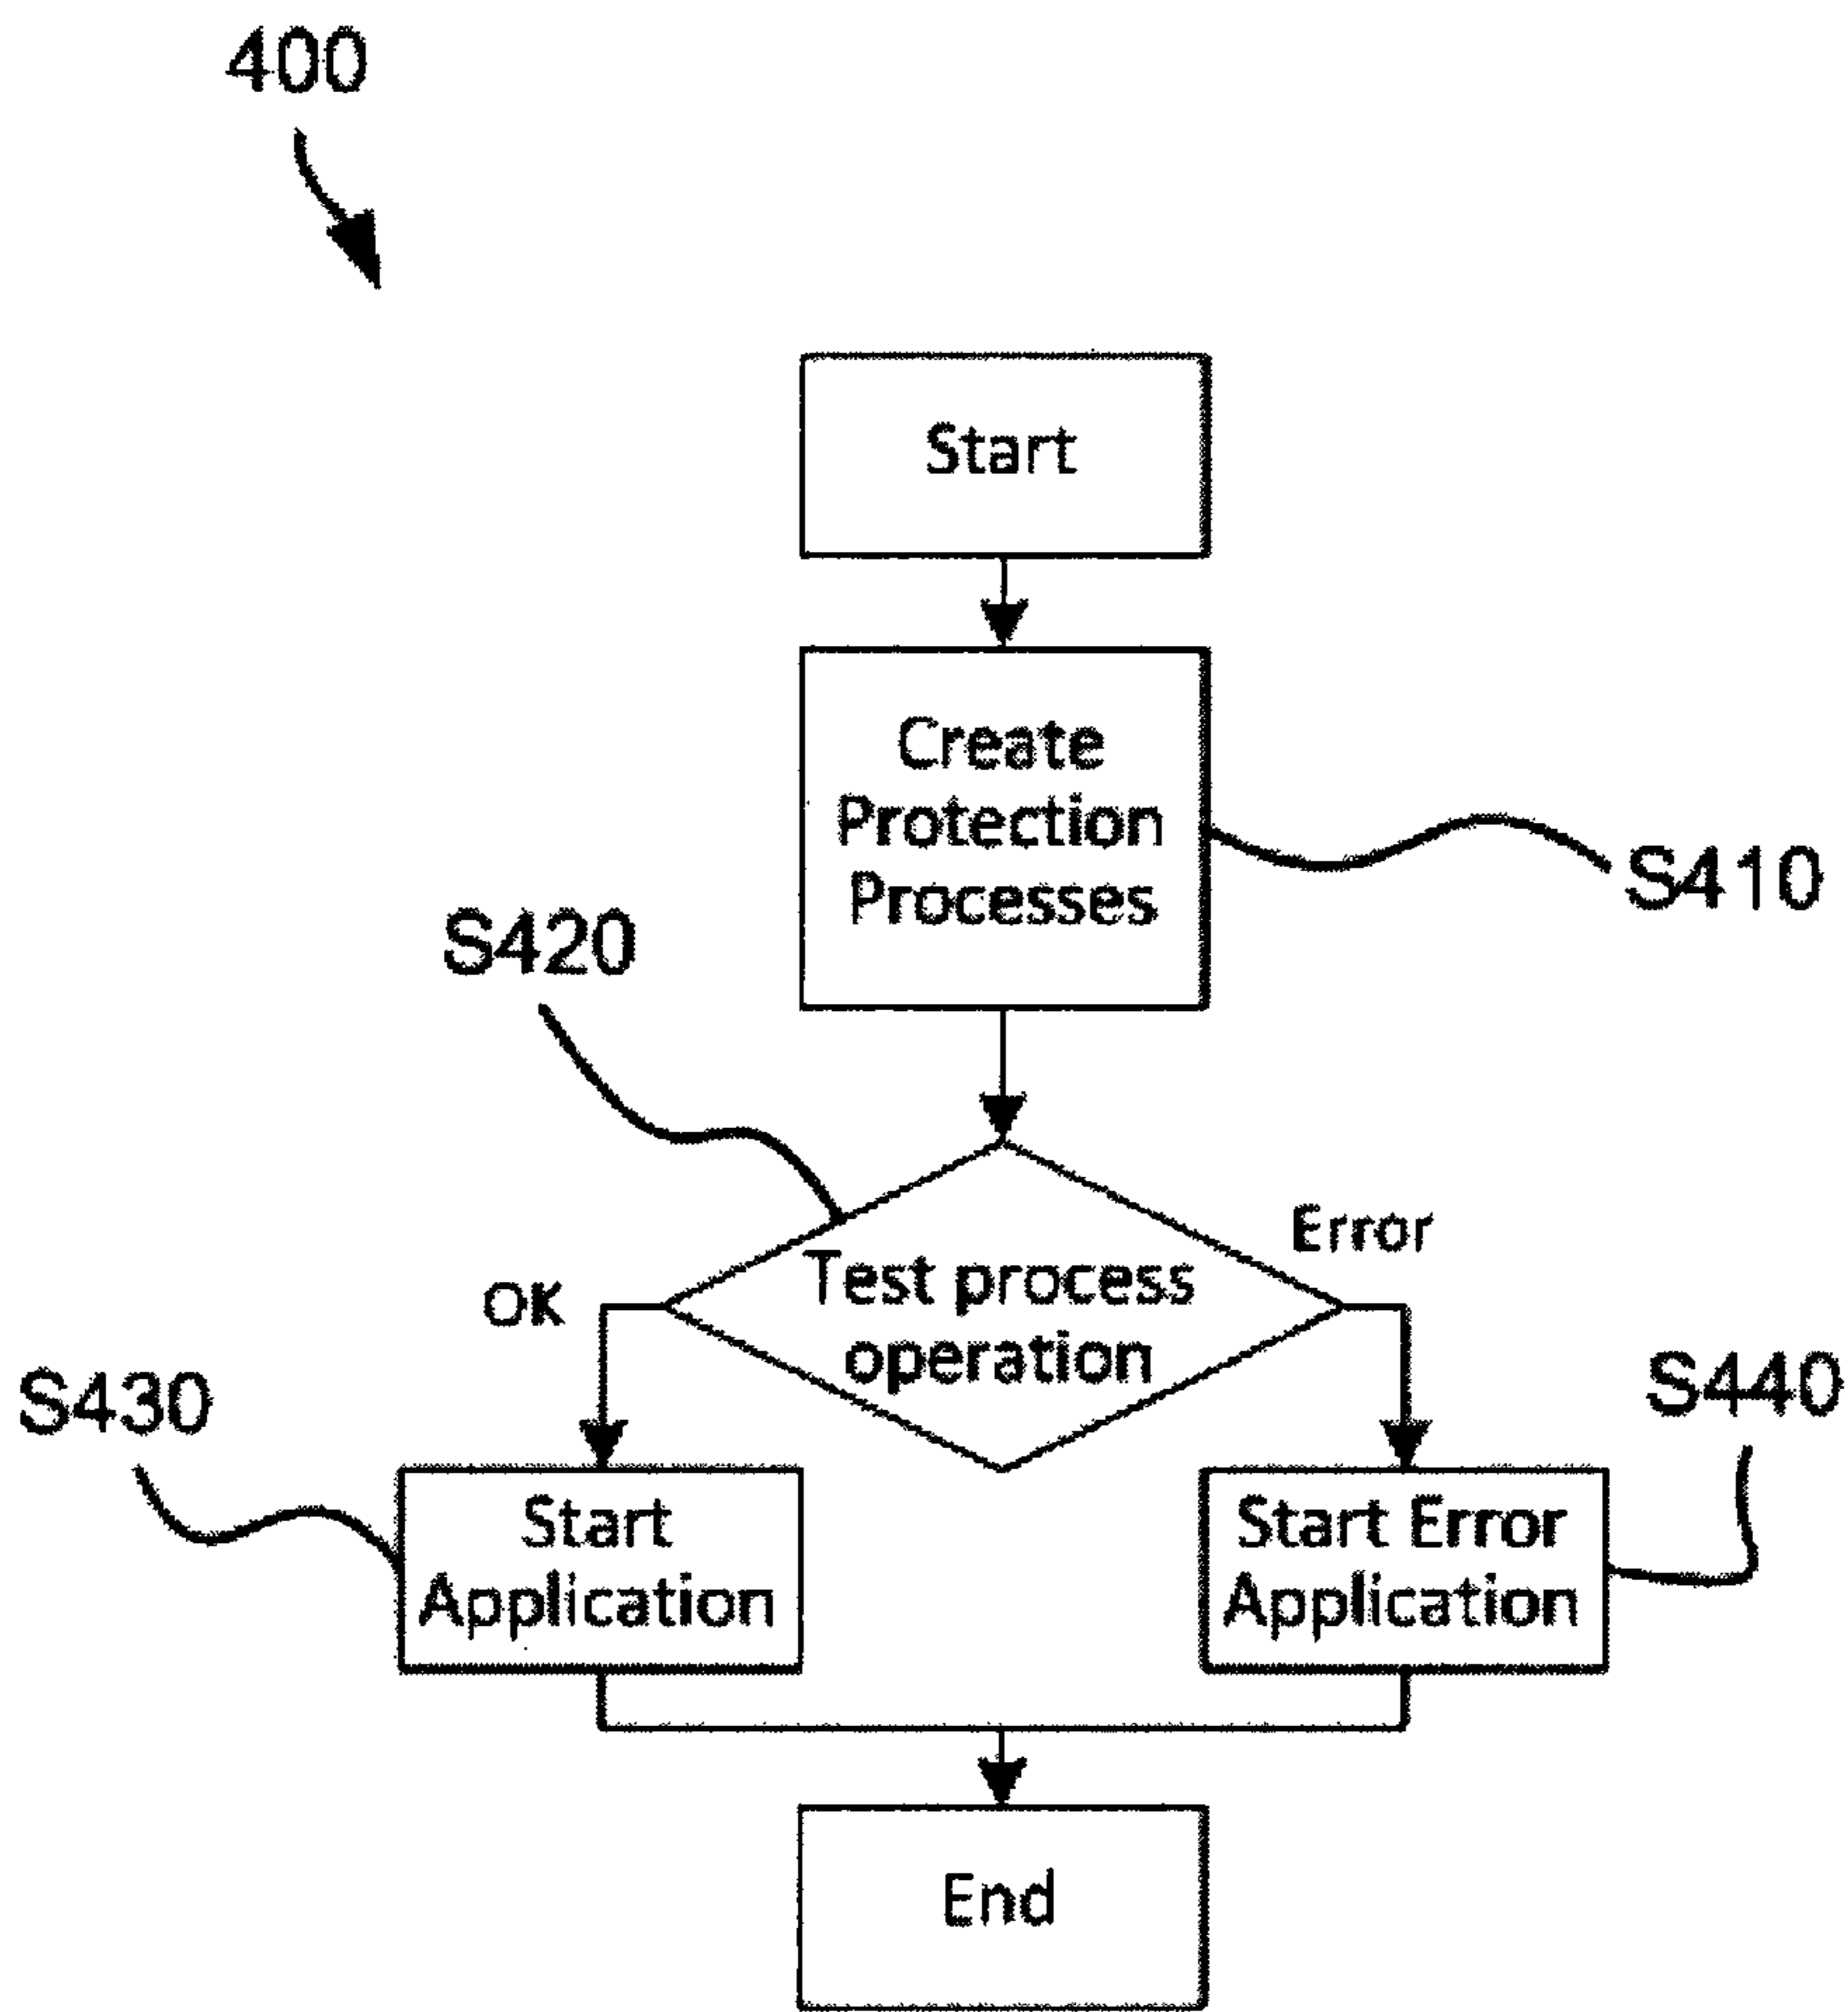 400
Start
Create
Protection
Processes
S410
S420
Error
Test process
operation
OK
S430
S440
Start
Application
Start Error
Application
End